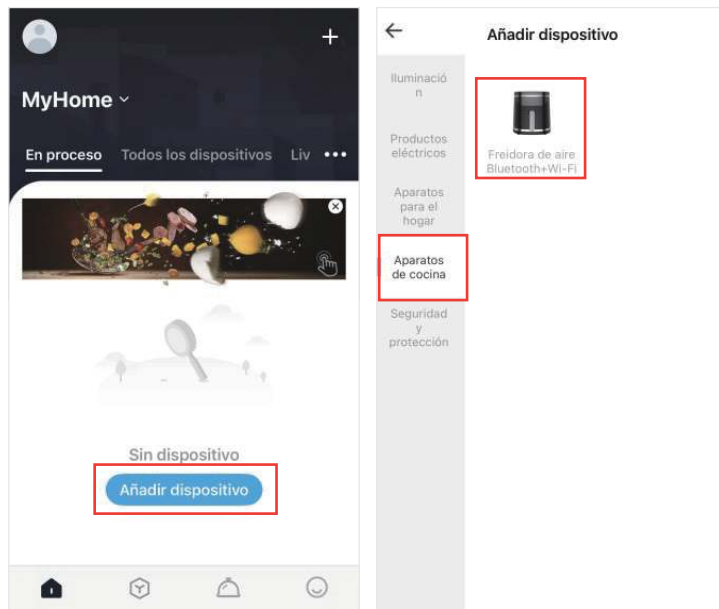 MyHome
En proceso Todos los dispositivos Liv
Sin dispositivo
Añadir dispositivo
Añadir dispositivo
Iluminació
n
Productos
eléctricos
Aparatos
para el
hogar
Aparatos
de cocina
Seguridad
y
protección
Freidora de aire
Bluetooth+Wi-Fi